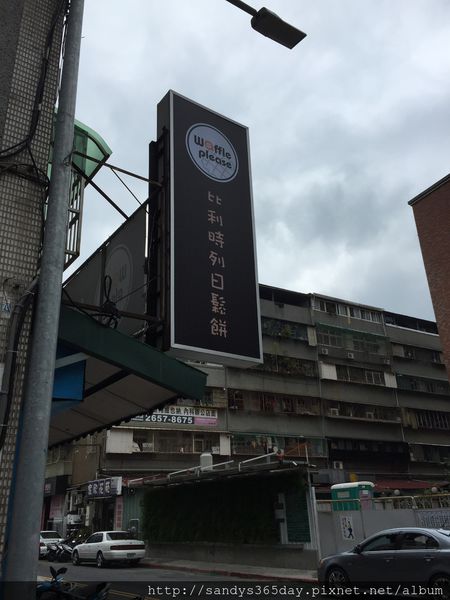 Waffle
please
比利時列日鬆餅
2657-8675
http://sandys365day.pixnet.net/album